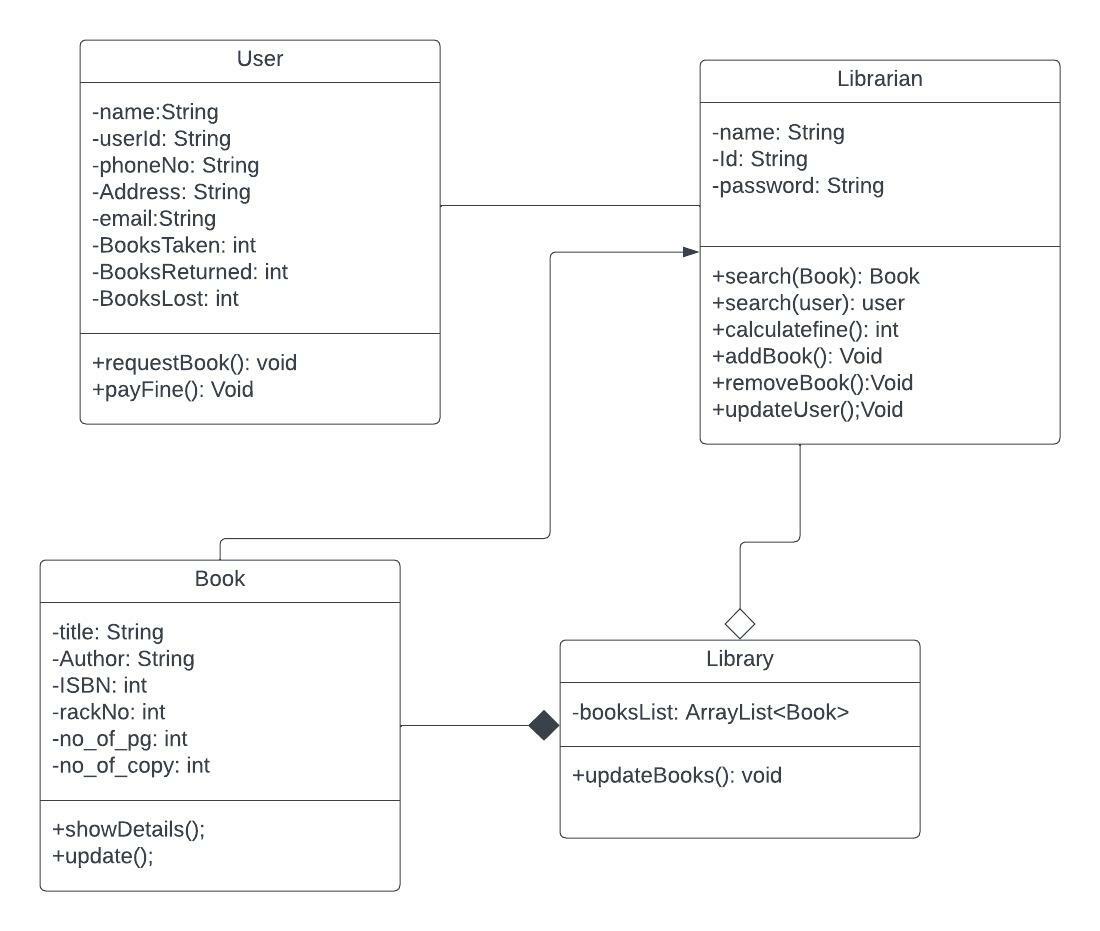 User
-name:String
-userId: String
-phoneNo: String
-Address: String
-email:String
-BooksTaken: int
-BooksReturned: int
-BooksLost: int
+requestBook(): void
+payFine(): Void
Librarian
-name: String
-Id: String
-password: String
+search(Book): Book
+search(user): user
+calculatefine(): int
+addBook(): Void
+removeBook():Void
+updateUser();Void
Book
-title: String
-Author: String
-ISBN: int
-rackNo: int
-no_of_pg: int
-no_of_copy: int
+showDetails();
+update();
Library
-booksList: ArrayList<Book>
+updateBooks(): void